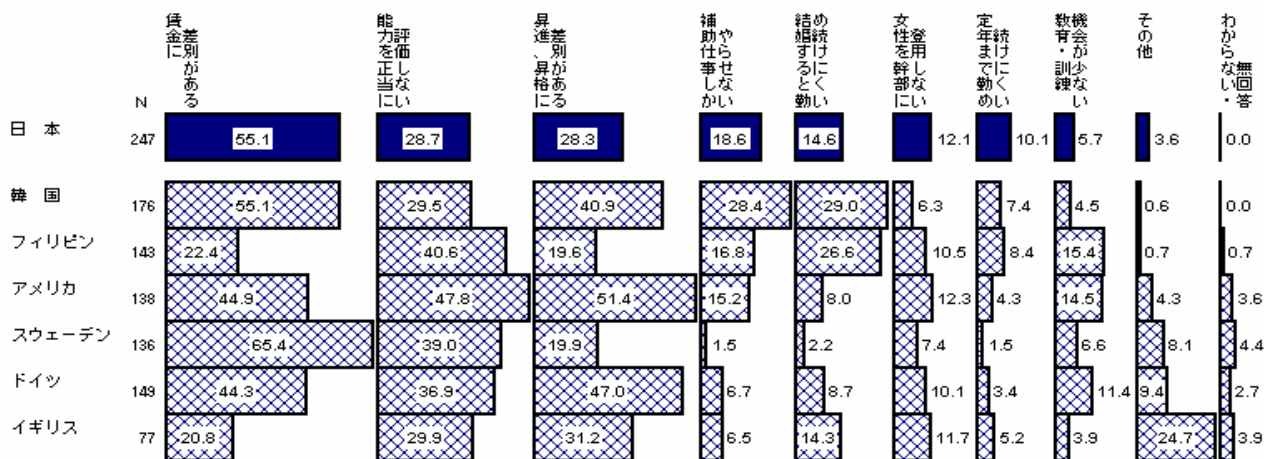 賃金に
差別がある
能力を正当に
評価しない
昇進、昇格に
差別がある
補助仕事しか
やらせない
結婚すると勤
め続けにくい
女性を幹部に
登用しない
定年まで勤め
続けにくい
教育・訓練
機会が少ない
その他
わからない・
無回答
N
日 本 247 55.1 28.7 28.3 18.6 14.6 12.1 10.1 5.7 3.6 0.0
韓 国 176 55.1 29.5 40.9 28.4 29.0 6.3 7.4 4.5 0.6 0.0
フィリピン 143 22.4 40.6 19.6 16.8 26.6 10.5 8.4 15.4 0.7 0.7
アメリカ 138 44.9 47.8 51.4 15.2 8.0 12.3 4.3 14.5 4.3 3.6
スウェーデン 136 65.4 39.0 19.9 1.5 2.2 7.4 1.5 6.6 8.1 4.4
ドイツ 149 44.3 36.9 47.0 6.7 8.7 10.1 3.4 11.4 9.4 2.7
イギリス 77 20.8 29.9 31.2 6.5 14.3 11.7 5.2 3.9 24.7 3.9